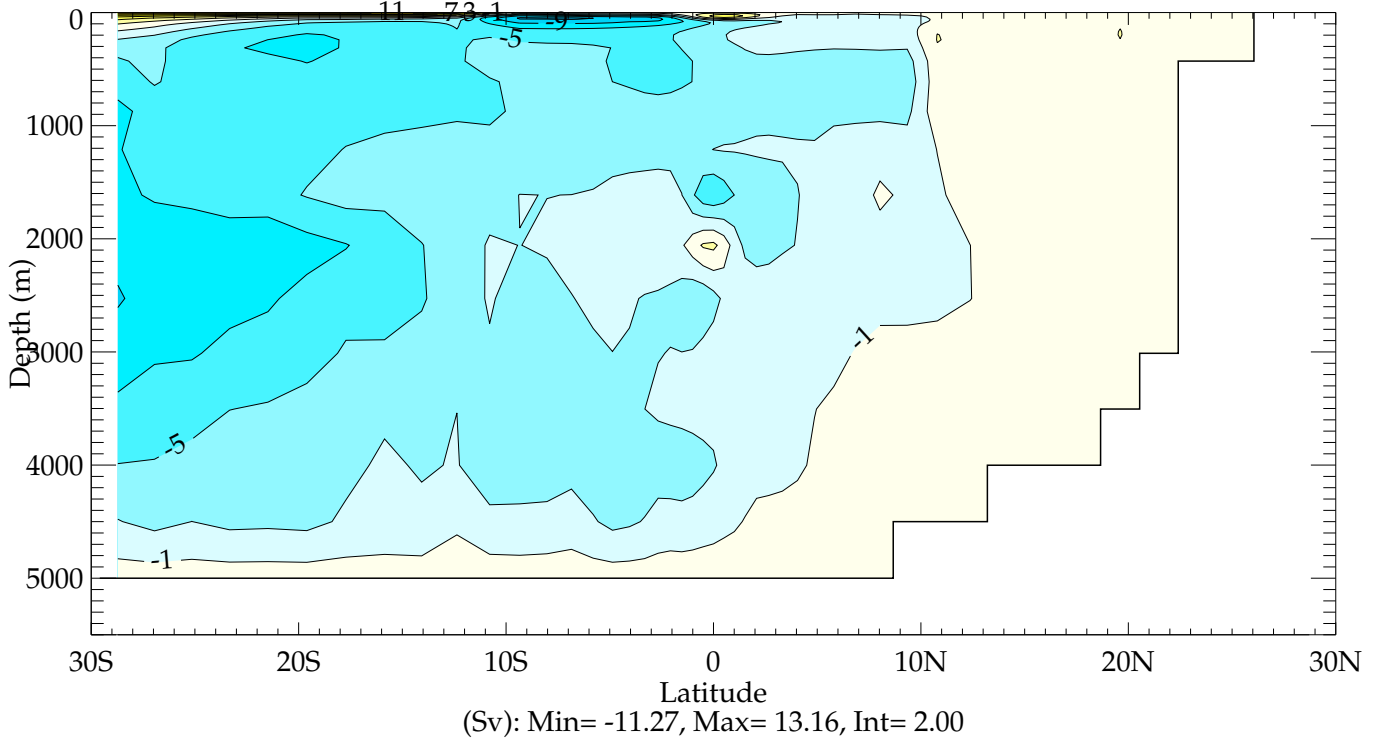 11 7 3 -1 -9
0
-5
1000
2000
Depth (m)
-1
3000
-5
4000
-1
5000
30S 20S 10S 0 10N 20N 30N
Latitude
(Sv): Min= -11.27, Max= 13.16, Int= 2.00